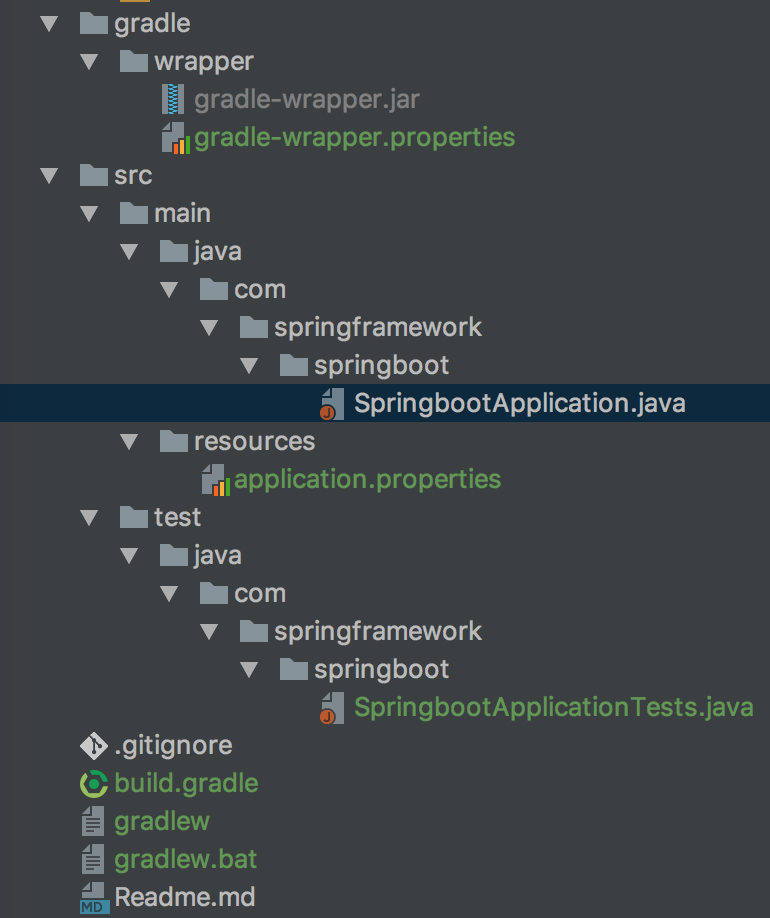 gradle
wrapper
gradle-wrapper.jar
gradle-wrapper.properties
src
main
java
com
springframework
springboot
SpringbootApplication.java
resources
application.properties
test
java
com
springframework
springboot
SpringbootApplicationTests.java
.gitignore
build.gradle
gradlew
gradlew.bat
MD Readme.md